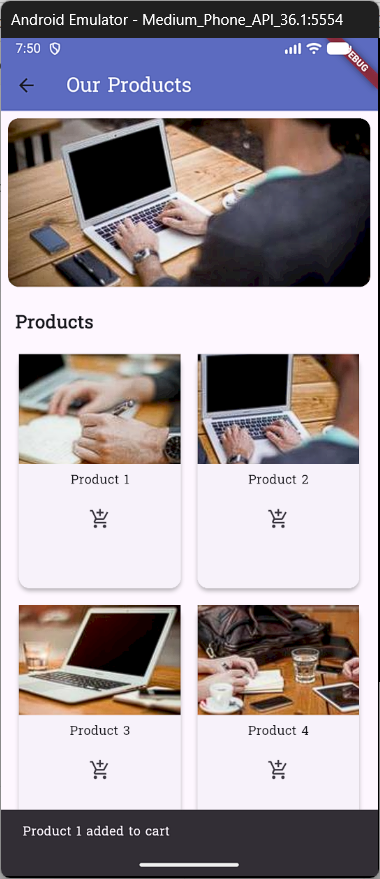 Android Emulator - Medium_Phone_API_36.1:5554
7:50
Our Products
Products
Product 1
Product 2
Product 3
Product 4
Product 1 added to cart